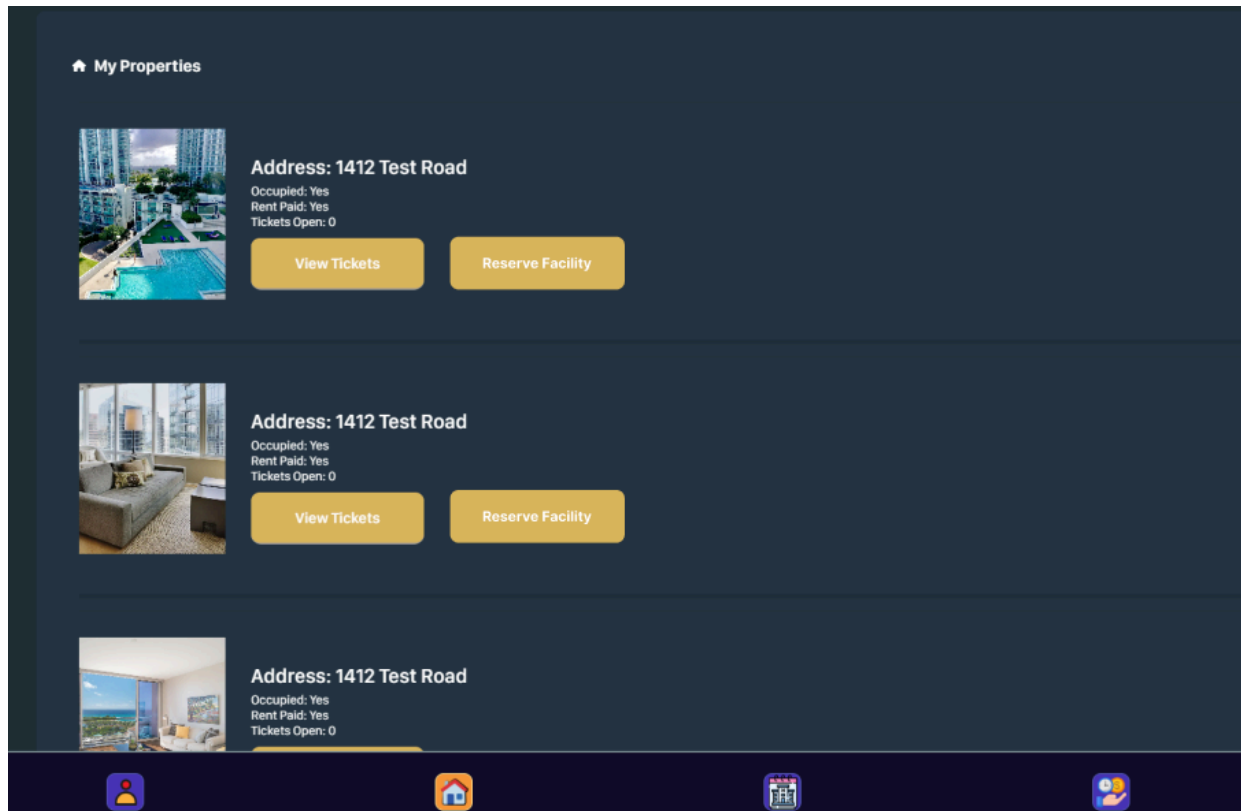 My Properties
Address: 1412 Test Road
Occupied: Yes
Rent Paid: Yes
Tickets Open: 0
View Tickets
Reserve Facility
Address: 1412 Test Road
Occupied: Yes
Rent Paid: Yes
Tickets Open: 0
View Tickets
Reserve Facility
Address: 1412 Test Road
Occupied: Yes
Rent Paid: Yes
Tickets Open: 0